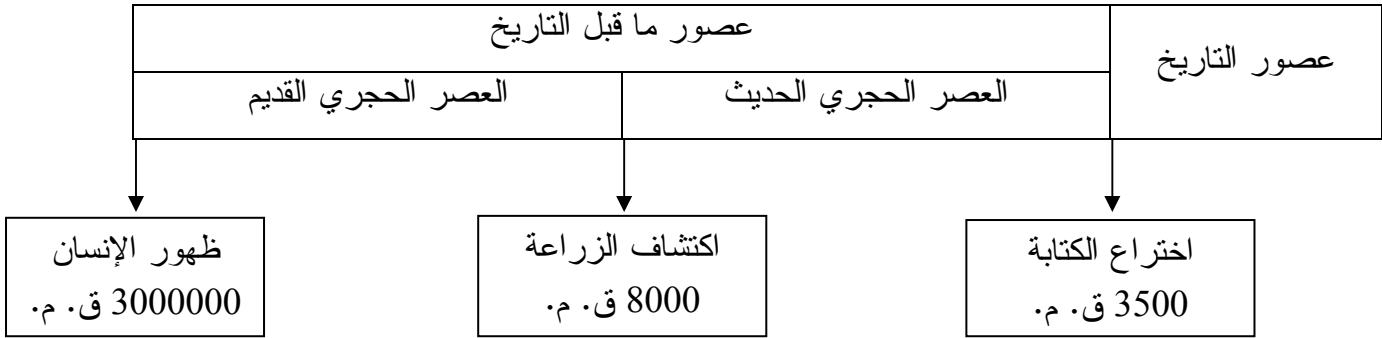 عصور ما قبل التاريخ
عصور التاريخ
العصر الحجري القديم
العصر الحجري الحديث
ظهور الإنسان
3000000 ق. م.
اكتشاف الزراعة
8000 ق. م.
اختراع الكتابة
3500 ق. م.